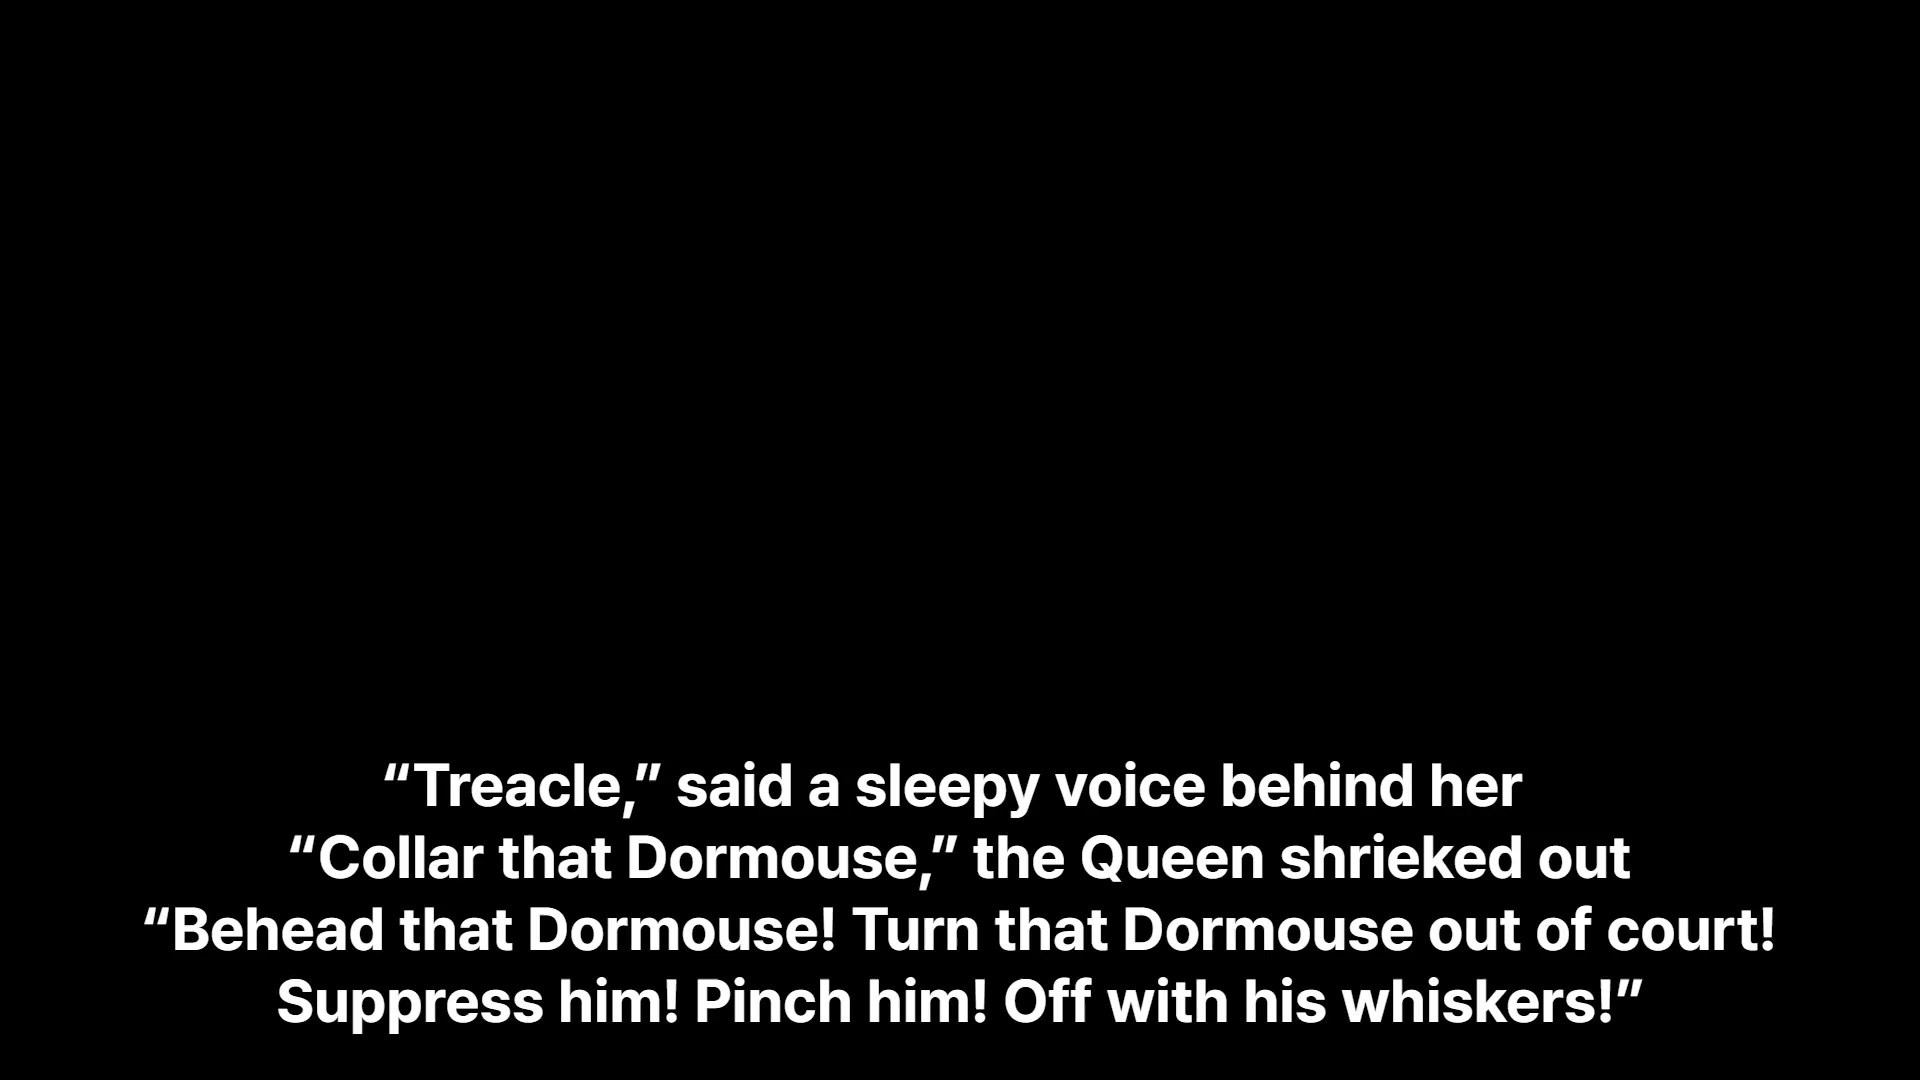 “Treacle,” said a sleepy voice behind her
“Collar that Dormouse,” the Queen shrieked out
“Behead that Dormouse! Turn that Dormouse out of court!
Suppress him! Pinch him! Off with his whiskers!”